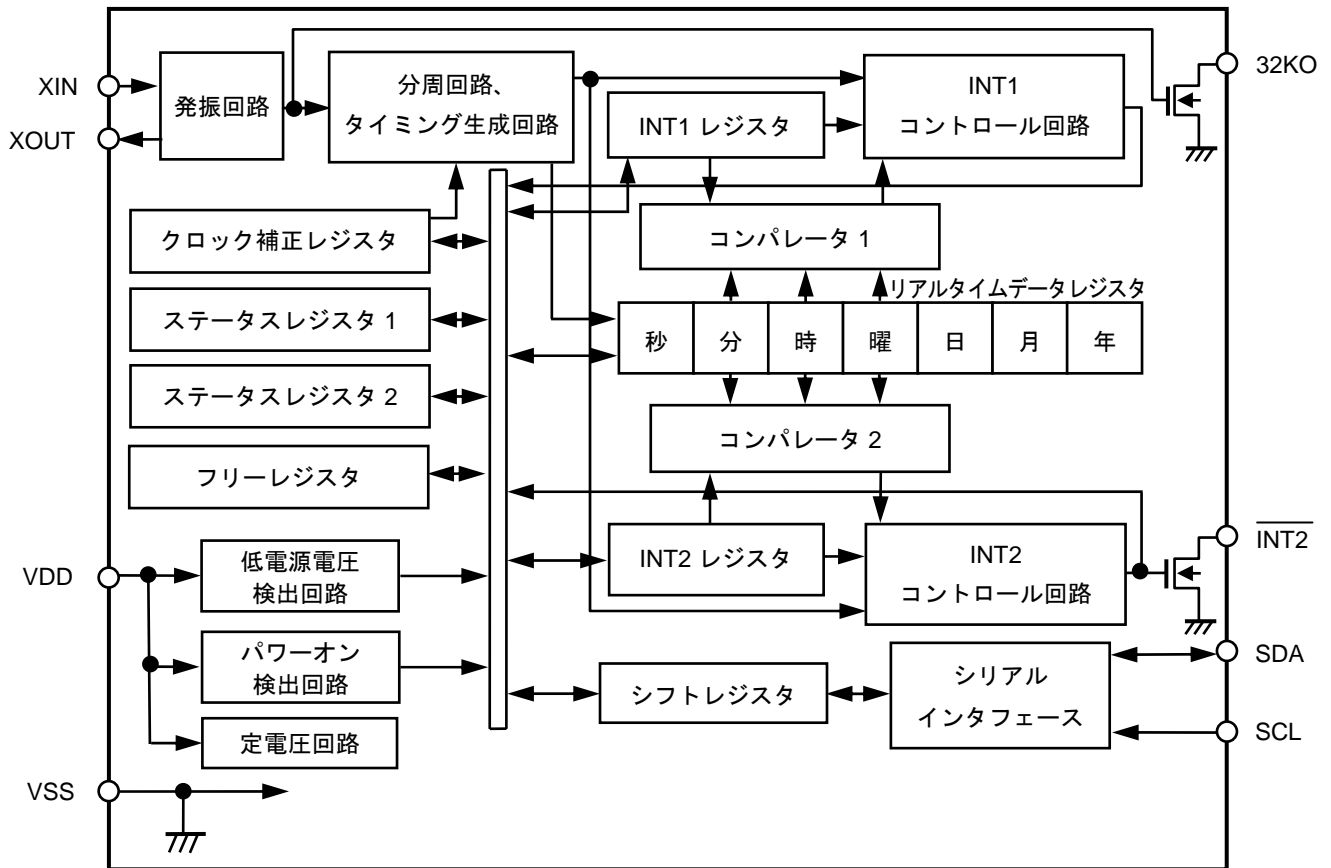 XIN
XOUT
発振回路
分周回路、
タイミング生成回路
INT1 レジスタ
INT1
コントロール回路
32KO
クロック補正レジスタ
コンパレータ 1
リアルタイムデータレジスタ
ステータスレジスタ 1
秒 分 時 曜 日 月 年
ステータスレジスタ 2
コンパレータ 2
フリーレジスタ
VDD
低電源電圧
検出回路
INT2 レジスタ
INT2
コントロール回路
INT2
パワーオン
検出回路
シフトレジスタ
シリアル
インタフェース
SDA
SCL
定電圧回路
VSS